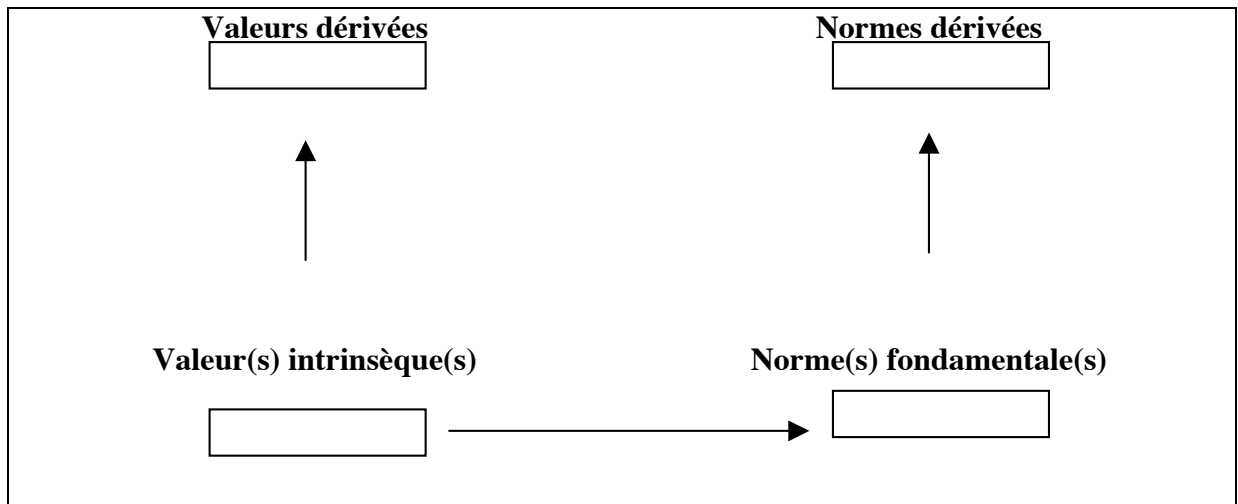 Valeurs dérivées
Normes dérivées
Valeur(s) intrinsèque(s)
Norme(s) fondamentale(s)